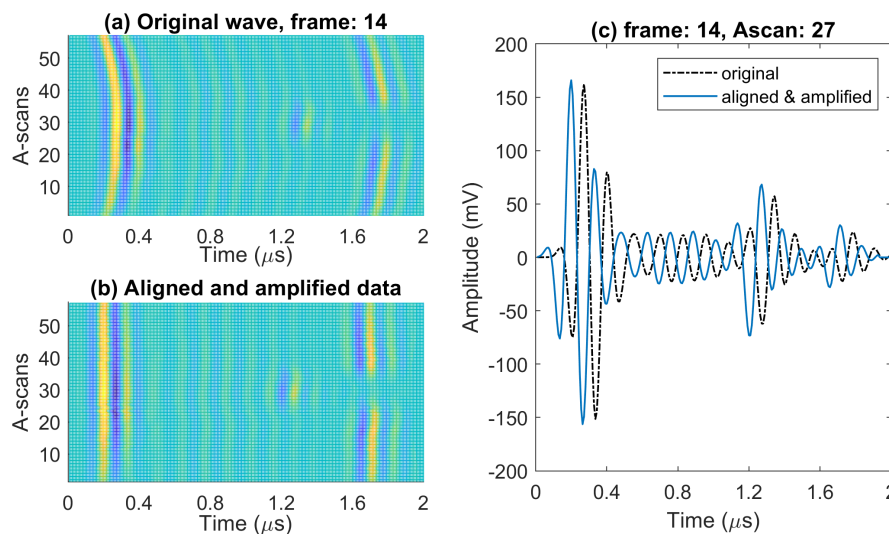 (a) Original wave, frame: 14
50
40
30
20
10
A-scans
0 0.4 0.8 1.2 1.6 2
Time (μs)
(b) Aligned and amplified data
50
40
30
20
10
A-scans
0 0.4 0.8 1.2 1.6 2
Time (μs)
(c) frame: 14, Ascan: 27
original
aligned & amplified
200
150
100
50
0
-50
-100
-150
-200
Amplitude (mV)
0 0.4 0.8 1.2 1.6 2
Time (μs)